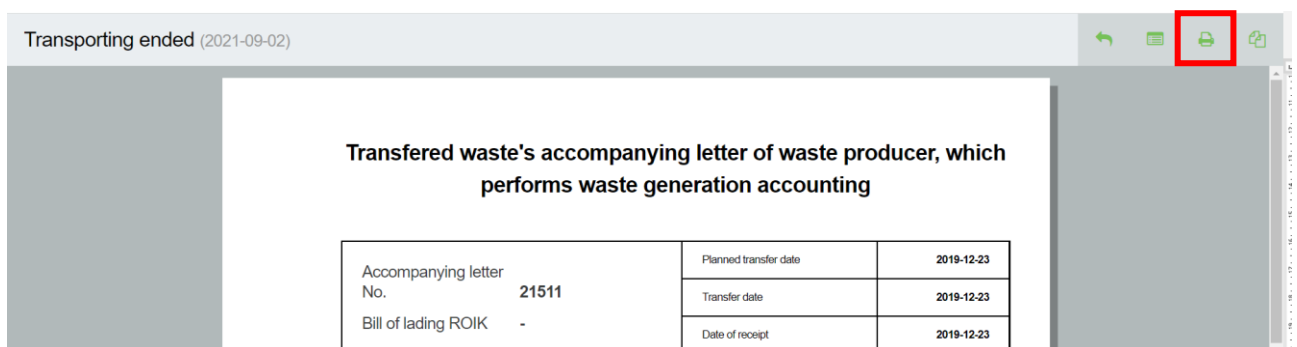 Transporting ended (2021-09-02)
Transfered waste's accompanying letter of waste producer, which
performs waste generation accounting
Accompanying letter
No. 21511
Bill of lading ROIK -
Planned transfer date 2019-12-23
Transfer date 2019-12-23
Date of receipt 2019-12-23